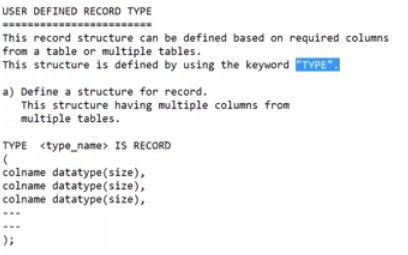 USER DEFINED RECORD TYPE
========================
This record structure can be defined based on required columns
from a table or multiple tables.
This structure is defined by using the keyword "TYPE".
a) Define a structure for record.
This structure having multiple columns from
multiple tables.
TYPE <type_name> IS RECORD
(
colname datatype(size),
colname datatype(size),
colname datatype(size),
---
---
);